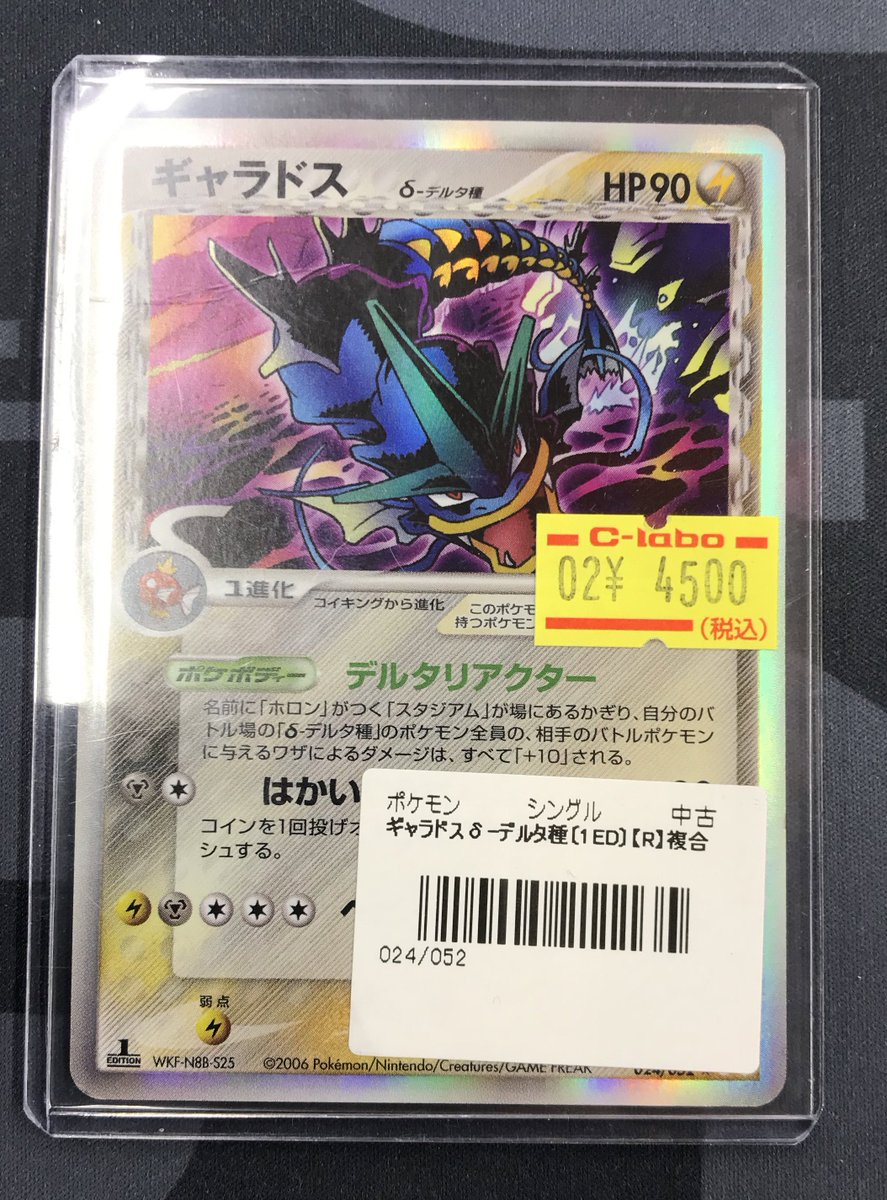 ギャラドス δ-デルタ種 HP90
C-labo
02¥ 4500
(税込)
1進化 コイキングから進化 このポケモ
持つポケモン
ポケボディー デルタリアクター
名前に「ホロン」がつく「スタジアム」が場にあるかぎり、自分のバ
トル場の「δ-デルタ種」のポケモン全員の、相手のバトルポケモン
に与えるワザによるダメージは、すべて「+10」される。
はかい
コインを1回投げオ
シュする。
ポケモン シングル 中古
ギャラドスδ-デルタ種〔1ED〕【R】複合
024/052
弱点
1
EDITION WKF-N8B-S25 ©2006 Pokémon/Nintendo/Creatures/GAME FREAK